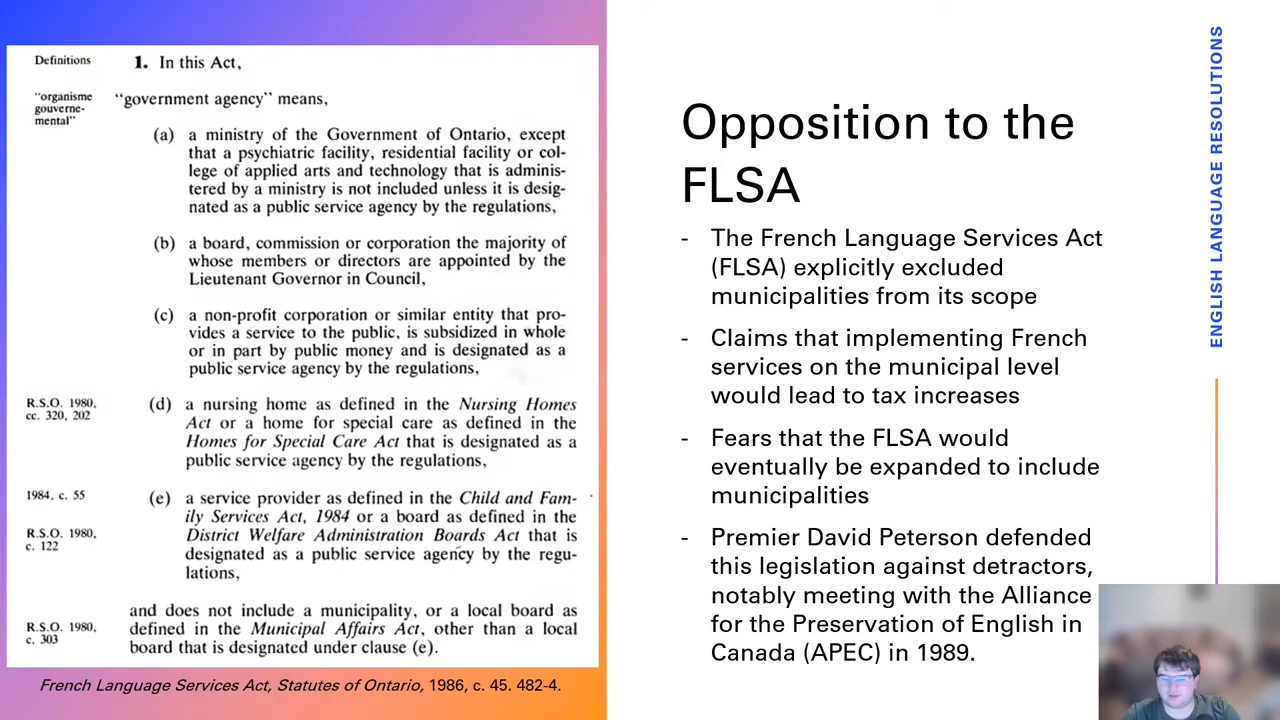 Definitions
1. In this Act,
"organisme
gouverne-
mental"
"government agency" means,
(a) a ministry of the Government of Ontario, except
that a psychiatric facility, residential facility or col-
lege of applied arts and technology that is adminis-
tered by a ministry is not included unless it is desig-
nated as a public service agency by the regulations,
(b) a board, commission or corporation the majority of
whose members or directors are appointed by the
Lieutenant Governor in Council,
(c) a non-profit corporation or similar entity that pro-
vides a service to the public, is subsidized in whole
or in part by public money and is designated as a
public service agency by the regulations,
R.S.O. 1980,
cc. 320, 202
(d) a nursing home as defined in the Nursing Homes
Act or a home for special care as defined in the
Homes for Special Care Act that is designated as a
public service agency by the regulations,
1984, c. 55
R.S.O. 1980,
c. 122
(e) a service provider as defined in the Child and Fam-
ily Services Act, 1984 or a board as defined in the
District Welfare Administration Boards Act that is
designated as a public service agency by the regu-
lations,
R.S.O. 1980,
c. 303
and does not include a municipality, or a local board as
defined in the Municipal Affairs Act, other than a local
board that is designated under clause (e).
French Language Services Act, Statutes of Ontario, 1986, c. 45. 482-4.
Opposition to the
FLSA
- The French Language Services Act
(FLSA) explicitly excluded
municipalities from its scope
- Claims that implementing French
services on the municipal level
would lead to tax increases
- Fears that the FLSA would
eventually be expanded to include
municipalities
- Premier David Peterson defended
this legislation against detractors,
notably meeting with the Alliance
for the Preservation of English in
Canada (APEC) in 1989.
ENGLISH LANGUAGE RESOLUTIONS